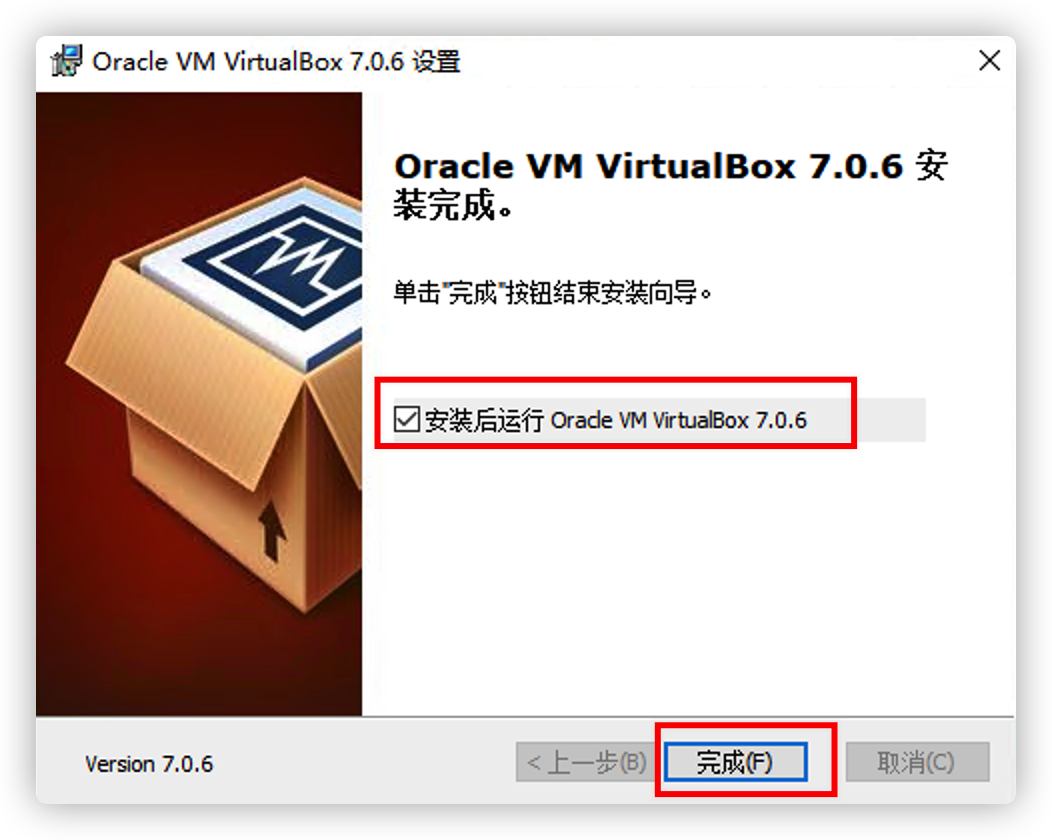 Oracle VM VirtualBox 7.0.6 设置
Oracle VM VirtualBox 7.0.6 安
装完成。
单击"完成"按钮结束安装向导。
安装后运行 Oracle VM VirtualBox 7.0.6
Version 7.0.6
< 上一步(B)
完成(F)
取消(C)